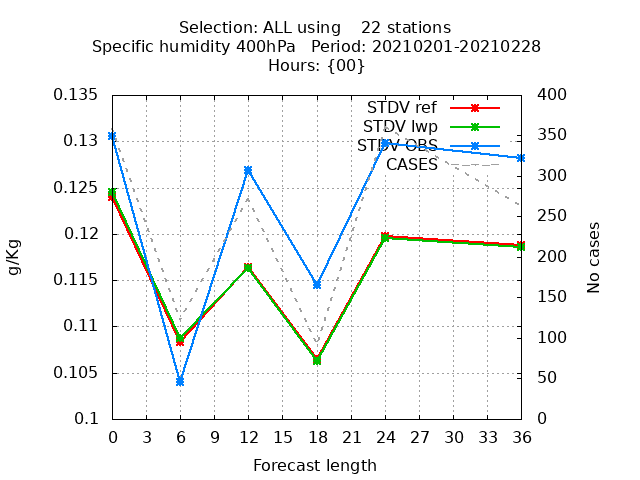 Selection: ALL using    22 stations
Specific humidity 400hPa   Period: 20210201-20210228
Hours: {00}
0.135
0.13
0.125
0.12
0.115
0.11
0.105
0.1
g/Kg
STDV ref
STDV lwp
STDV OBS
CASES
400
350
300
250
200
150
100
50
0
No cases
0 3 6 9 12 15 18 21 24 27 30 33 36
Forecast length